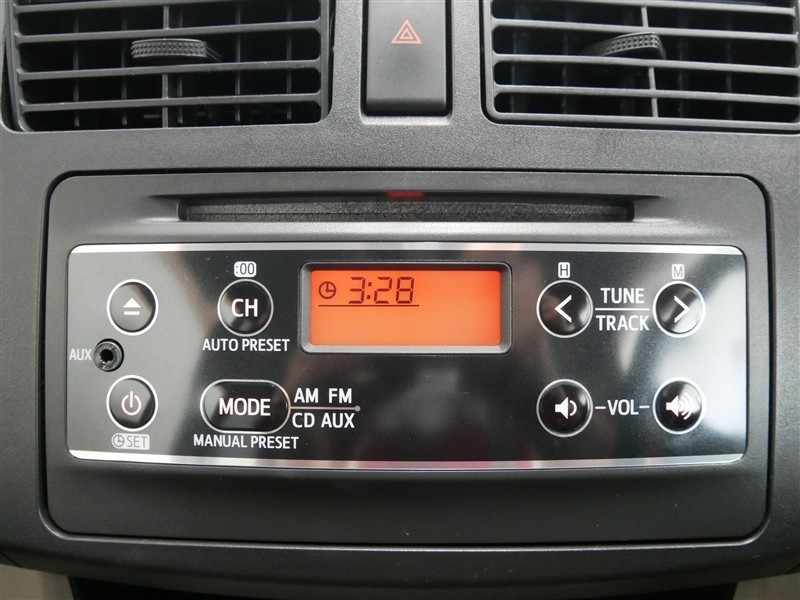 :00
H
M
3:28
CH
TUNE
TRACK
AUTO PRESET
AUX
MODE
AM FM
CD AUX
-VOL-
SET
MANUAL PRESET